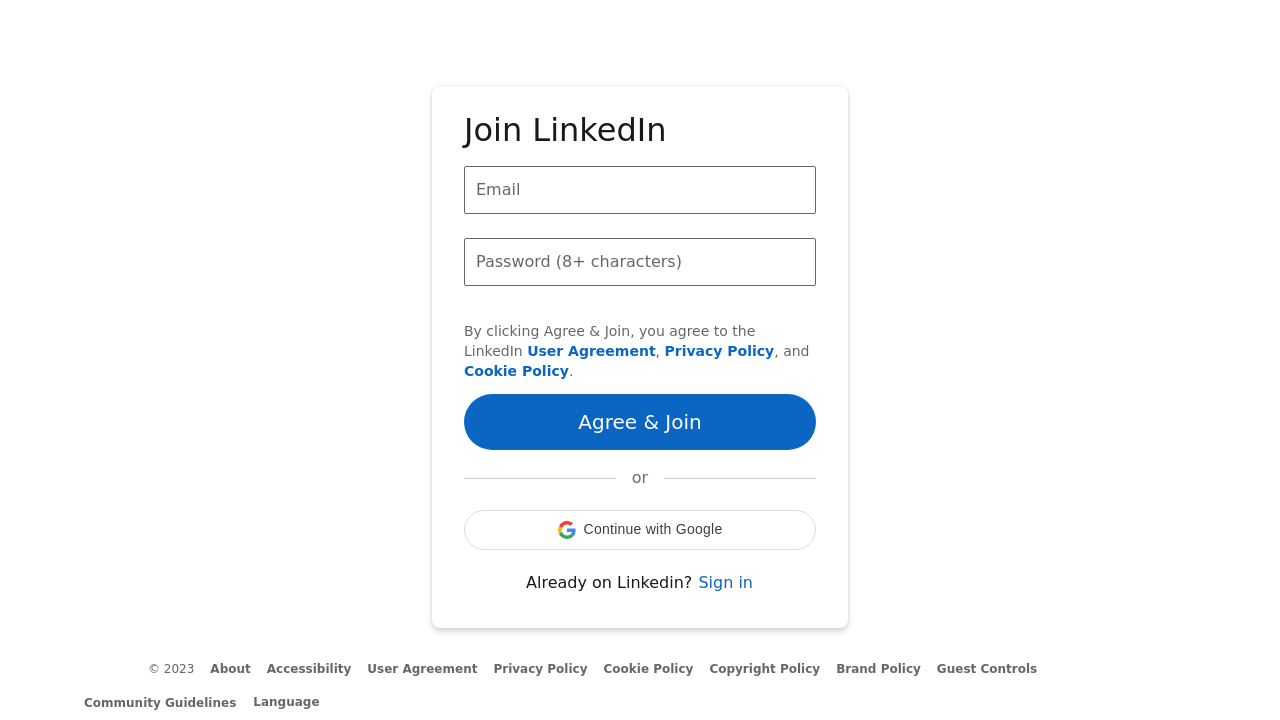 Join LinkedIn
Email
Password (8+ characters)
By clicking Agree & Join, you agree to the
LinkedIn User Agreement, Privacy Policy, and
Cookie Policy.
Agree & Join
or
Continue with Google
Already on Linkedin? Sign in
© 2023 About Accessibility User Agreement Privacy Policy Cookie Policy Copyright Policy Brand Policy Guest Controls
Community Guidelines Language